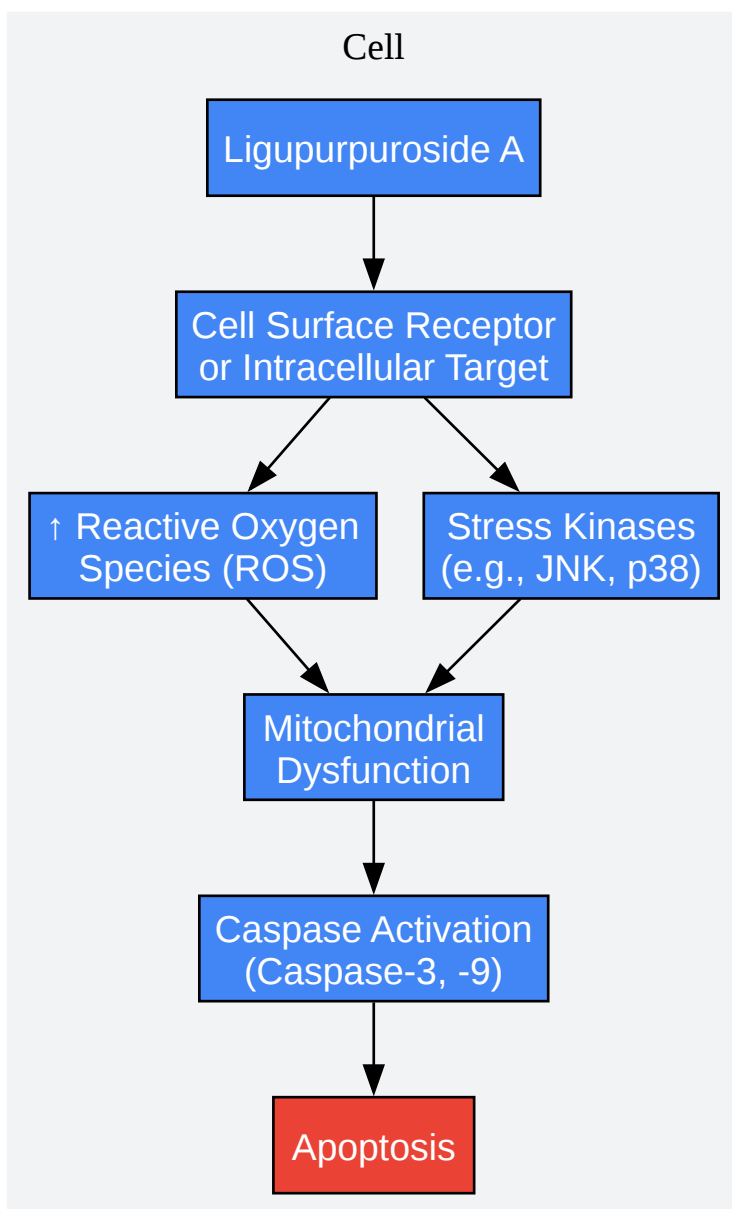 Cell
Ligupurpuroside A
Cell Surface Receptor
or Intracellular Target
↑ Reactive Oxygen
Species (ROS)
Stress Kinases
(e.g., JNK, p38)
Mitochondrial
Dysfunction
Caspase Activation
(Caspase-3, -9)
Apoptosis